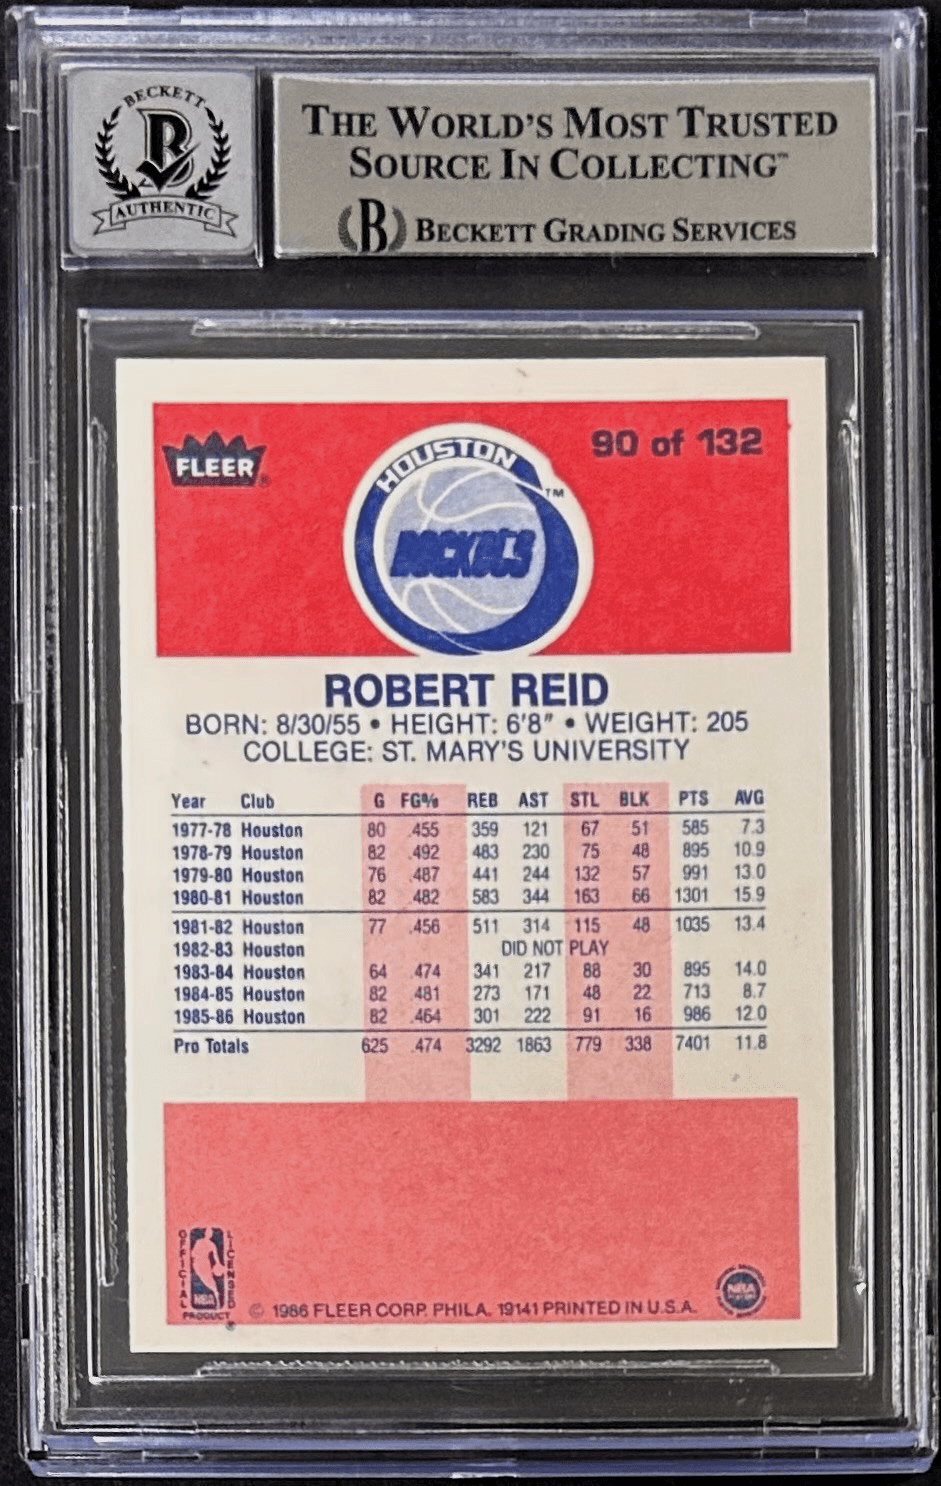 BECKETT
B
AUTHENTIC
THE WORLD'S MOST TRUSTED
SOURCE IN COLLECTING™
B BECKETT GRADING SERVICES
FLEER®
HOUSTON
ROCKETS
TM
90 of 132
ROBERT REID
BORN: 8/30/55 • HEIGHT: 6'8" • WEIGHT: 205
COLLEGE: ST. MARY'S UNIVERSITY
Year Club G FG% REB AST STL BLK PTS AVG
1977-78 Houston 80 .455 359 121 67 51 585 7.3
1978-79 Houston 82 .492 483 230 75 48 895 10.9
1979-80 Houston 76 .487 441 244 132 57 991 13.0
1980-81 Houston 82 .482 583 344 163 66 1301 15.9
1981-82 Houston 77 .456 511 314 115 48 1035 13.4
1982-83 Houston DID NOT PLAY
1983-84 Houston 64 .474 341 217 88 30 895 14.0
1984-85 Houston 82 .481 273 171 48 22 713 8.7
1985-86 Houston 82 .464 301 222 91 16 986 12.0
Pro Totals 625 .474 3292 1863 779 338 7401 11.8
OFFICIAL
LICENSED
NBA
PRODUCT
®
© 1986 FLEER CORP. PHILA. 19141 PRINTED IN U.S.A.
NBA